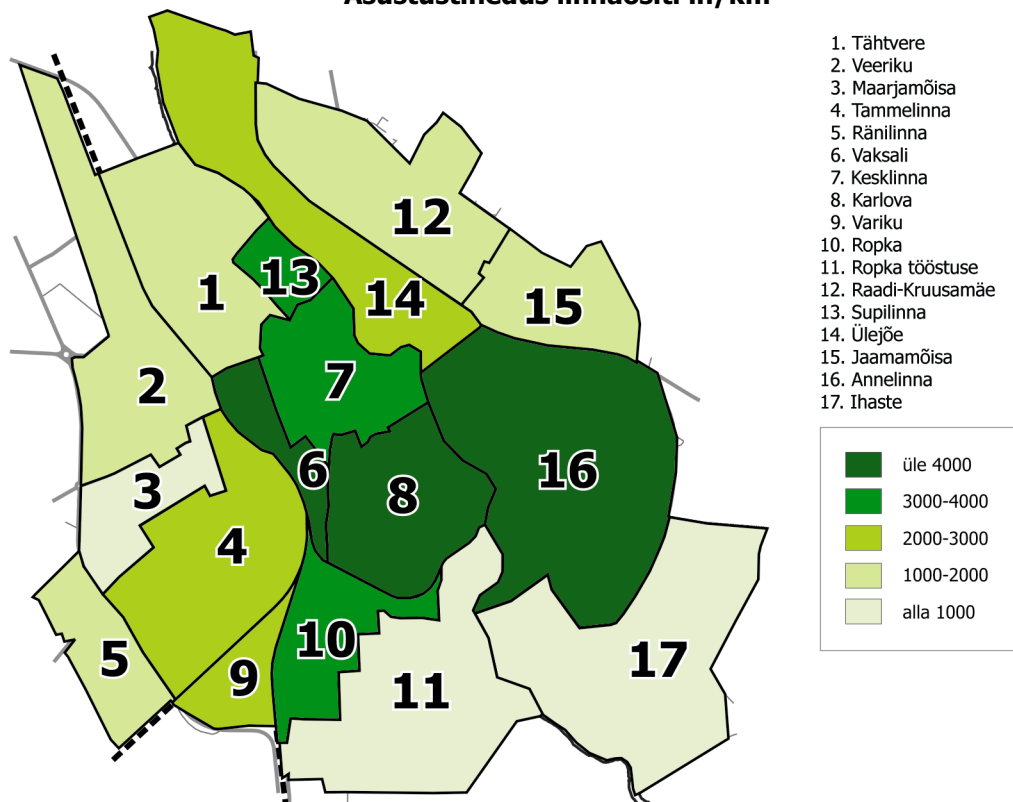 1. Tähtvere
2. Veeriku
3. Maarjamõisa
4. Tammelinna
5. Ränilinna
6. Vaksali
7. Kesklinna
8. Karlova
9. Variku
10. Ropka
11. Ropka tööstuse
12. Raadi-Kruusamäe
13. Supilinna
14. Ülejõe
15. Jaamamõisa
16. Annelinna
17. Ihaste
üle 4000
3000-4000
2000-3000
1000-2000
alla 1000
12
13
1
14
15
7
2
6
16
3
8
4
10
5
9
17
11